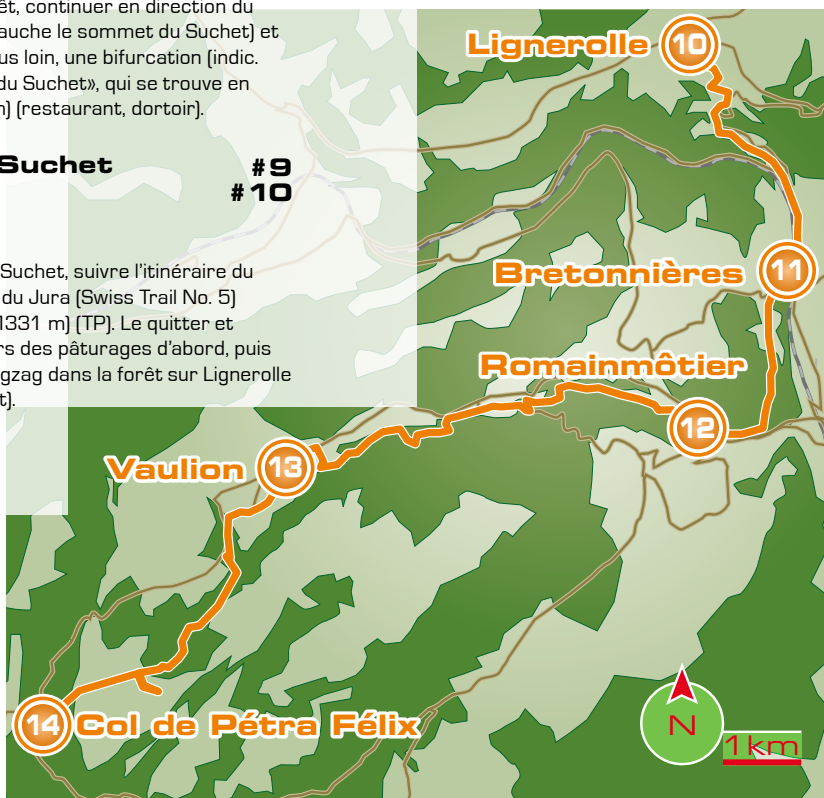 êt, continuer en direction du
auche le sommet du Suchet) et
us loin, une bifurcation (indic.
du Suchet», qui se trouve en
) (restaurant, dortoir).
Suchet #9
#10
Suchet, suivre l'itinéraire du
du Jura (Swiss Trail No. 5)
1331 m) (TP). Le quitter et
rs des pâturages d'abord, puis
gzag dans la forêt sur Lignerolle
t).
Lignerolle 10
Bretonnières 11
Romainmôtier
12
Vaulion 13
14 Col de Pétra Félix
N
1km